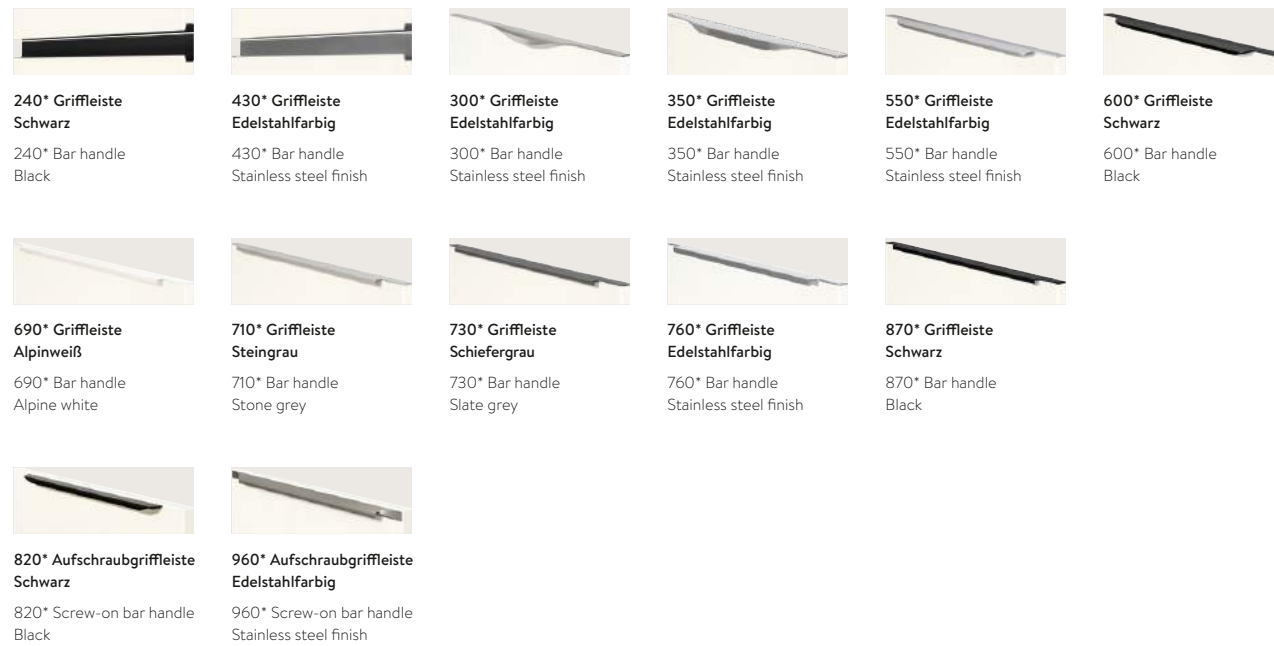 240* Griffleiste
Schwarz
240* Bar handle
Black
430* Griffleiste
Edelstahlfarbig
430* Bar handle
Stainless steel finish
300* Griffleiste
Edelstahlfarbig
300* Bar handle
Stainless steel finish
350* Griffleiste
Edelstahlfarbig
350* Bar handle
Stainless steel finish
550* Griffleiste
Edelstahlfarbig
550* Bar handle
Stainless steel finish
600* Griffleiste
Schwarz
600* Bar handle
Black
690* Griffleiste
Alpinweiß
690* Bar handle
Alpine white
710* Griffleiste
Steingrau
710* Bar handle
Stone grey
730* Griffleiste
Schiefergrau
730* Bar handle
Slate grey
760* Griffleiste
Edelstahlfarbig
760* Bar handle
Stainless steel finish
870* Griffleiste
Schwarz
870* Bar handle
Black
820* Aufschraubgriffleiste
Schwarz
820* Screw-on bar handle
Black
960* Aufschraubgriffleiste
Edelstahlfarbig
960* Screw-on bar handle
Stainless steel finish